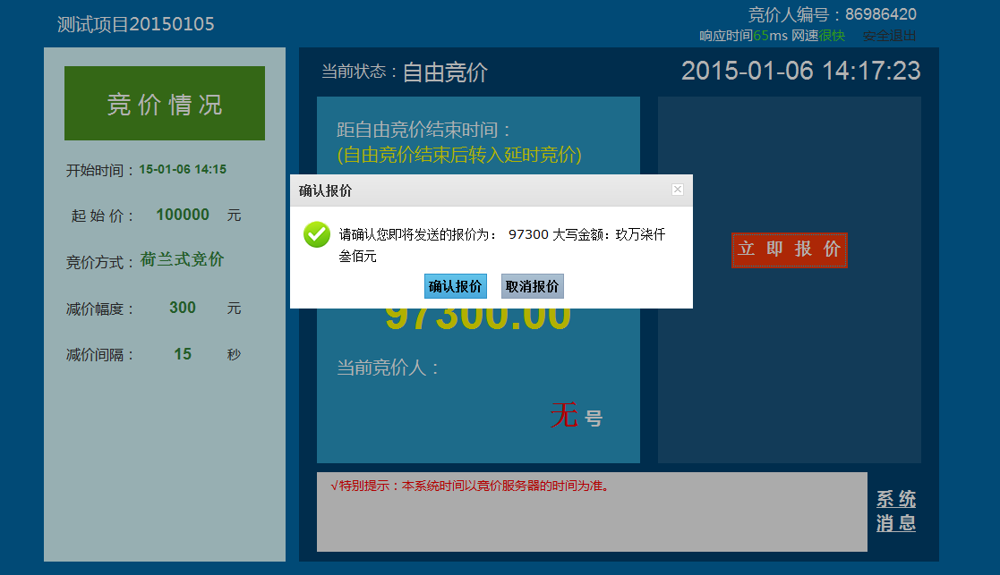 测试项目20150105
竞价人编号：86986420
响应时间65ms 网速很快 安全退出
竞 价 情 况
开始时间：15-01-06 14:15
起 始 价： 100000 元
竞价方式：荷兰式竞价
减价幅度： 300 元
减价间隔： 15 秒
当前状态：自由竞价
2015-01-06 14:17:23
距自由竞价结束时间：
(自由竞价结束后转入延时竞价)
确认报价
请确认您即将发送的报价为： 97300 大写金额：玖万柒仟
叁佰元
确认报价 取消报价
97300.00
当前竞价人：
无 号
立 即 报 价
√特别提示：本系统时间以竞价服务器的时间为准。
系 统
消 息